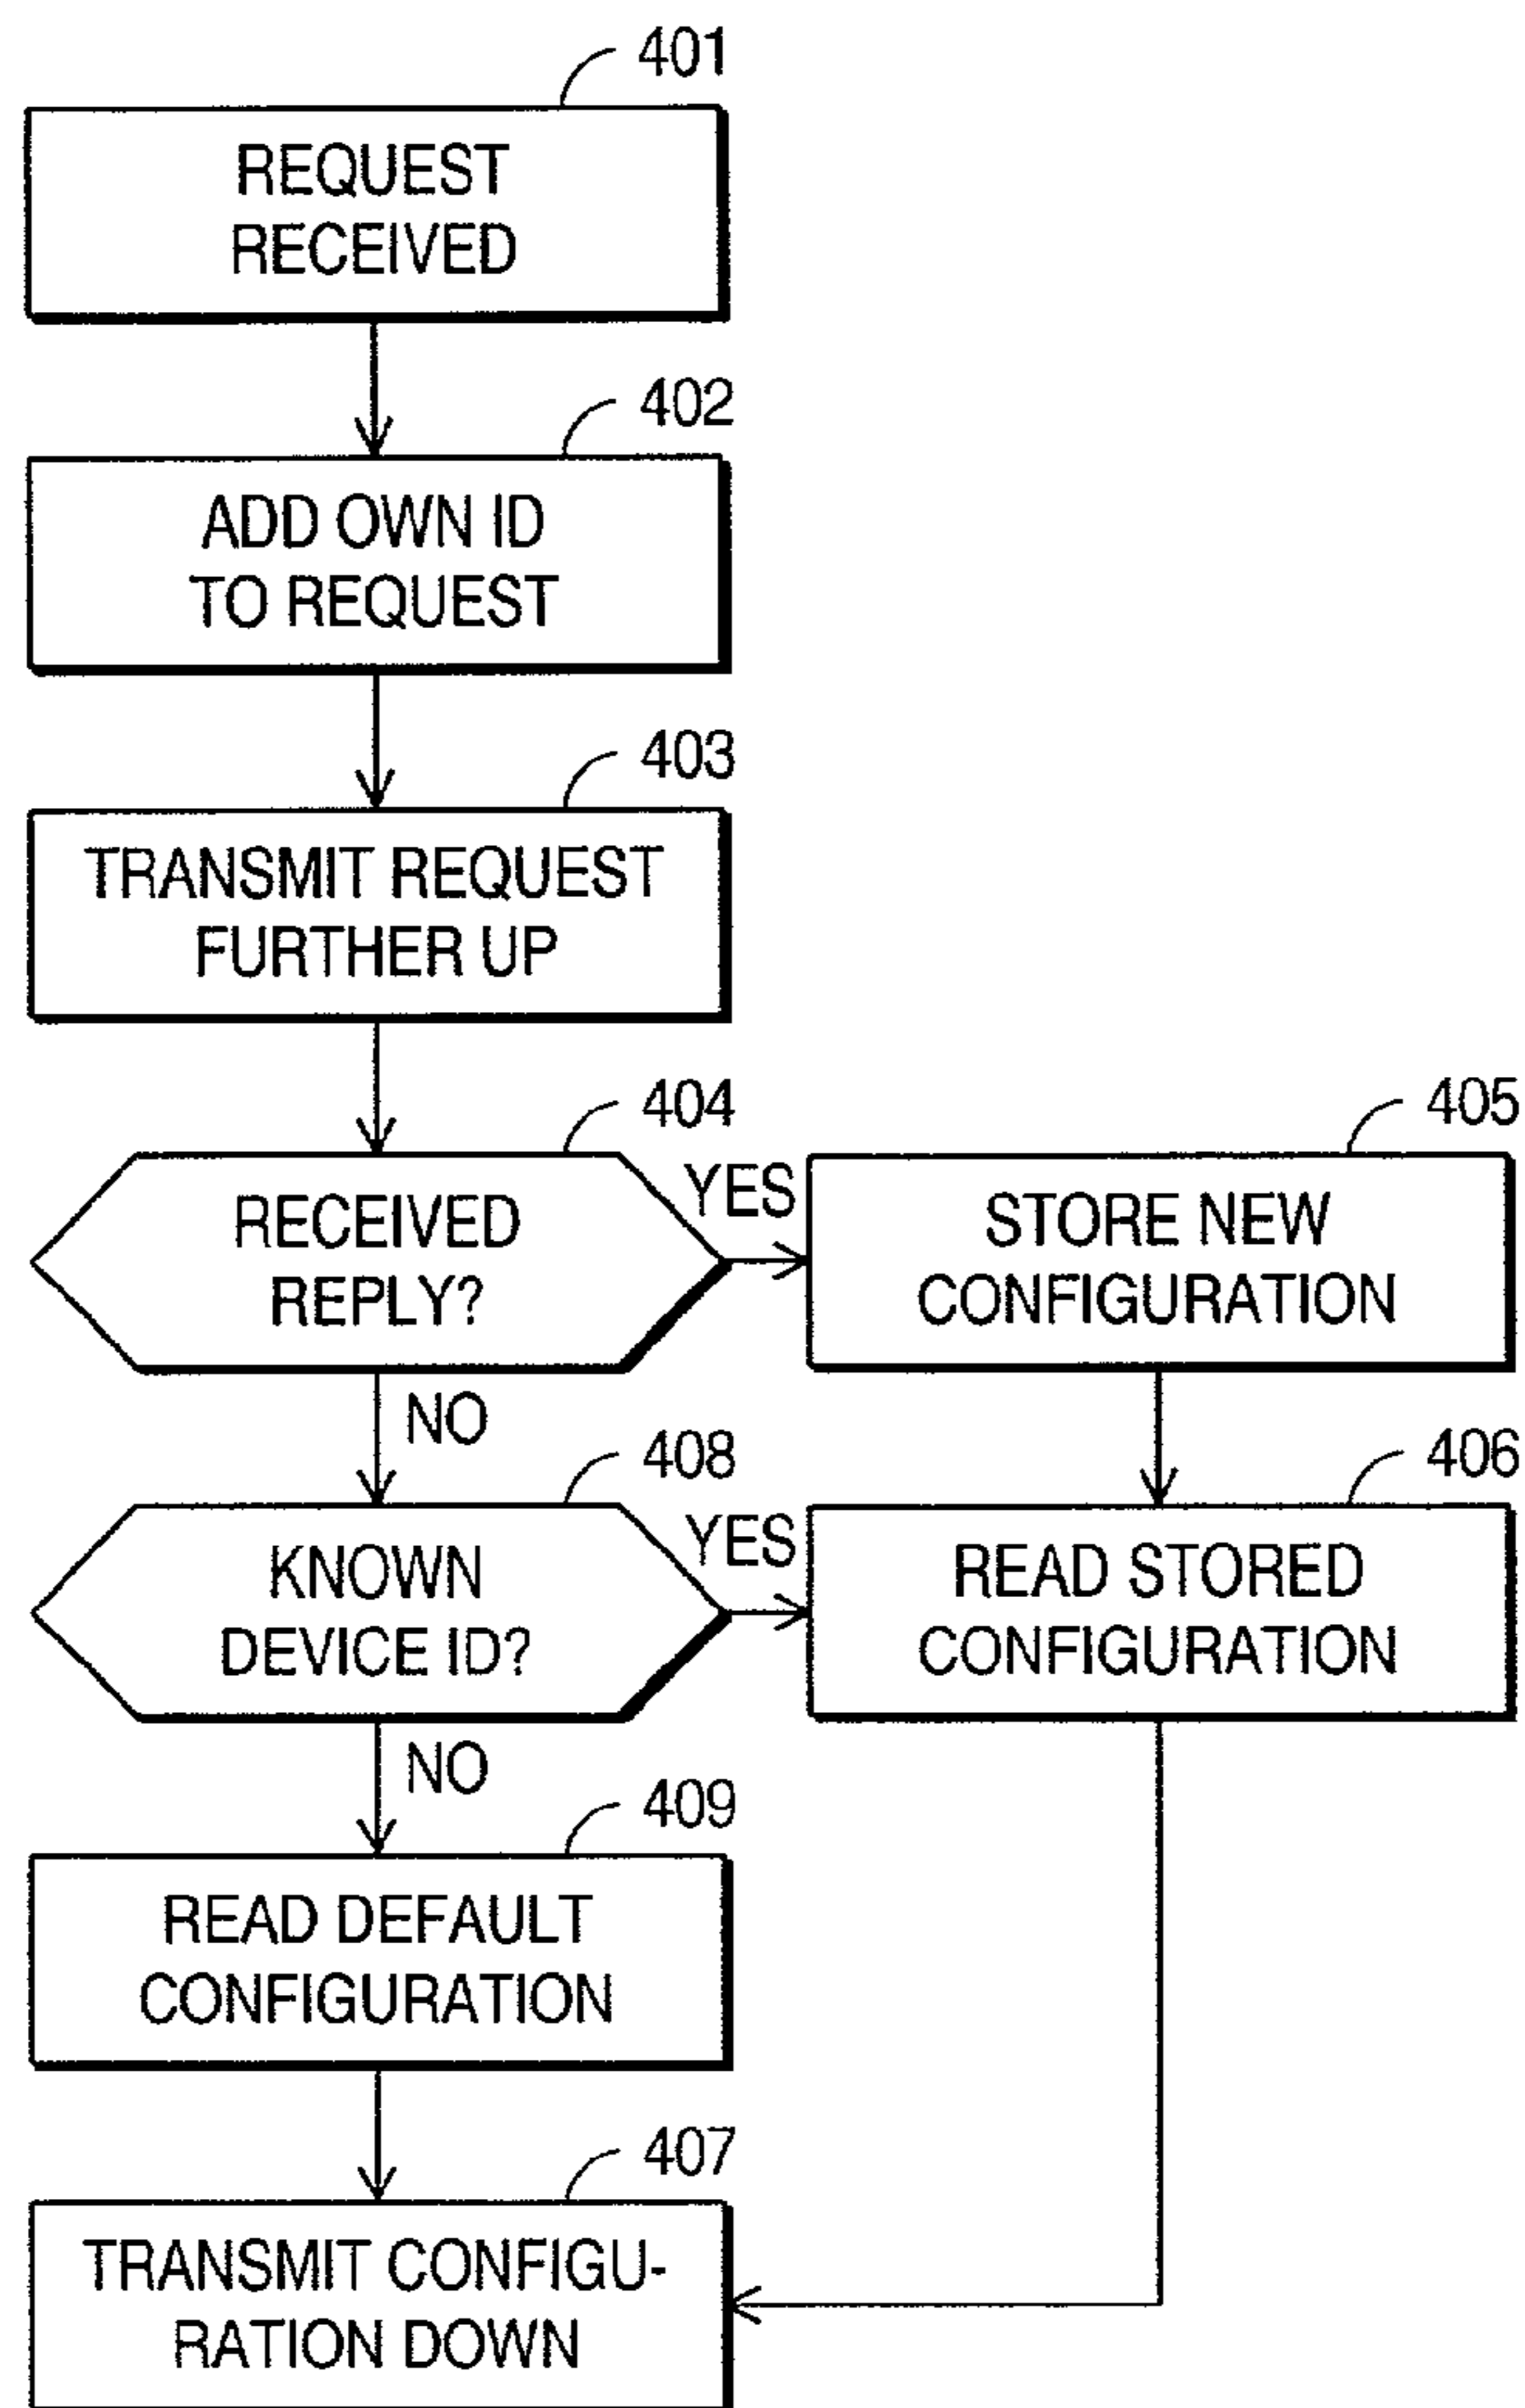 401
REQUEST
RECEIVED
402
ADD OWN ID
TO REQUEST
403
TRANSMIT REQUEST
FURTHER UP
404
RECEIVED
REPLY?
YES
405
STORE NEW
CONFIGURATION
NO
408
KNOWN
DEVICE ID?
YES
406
READ STORED
CONFIGURATION
NO
409
READ DEFAULT
CONFIGURATION
407
TRANSMIT CONFIGU-
RATION DOWN